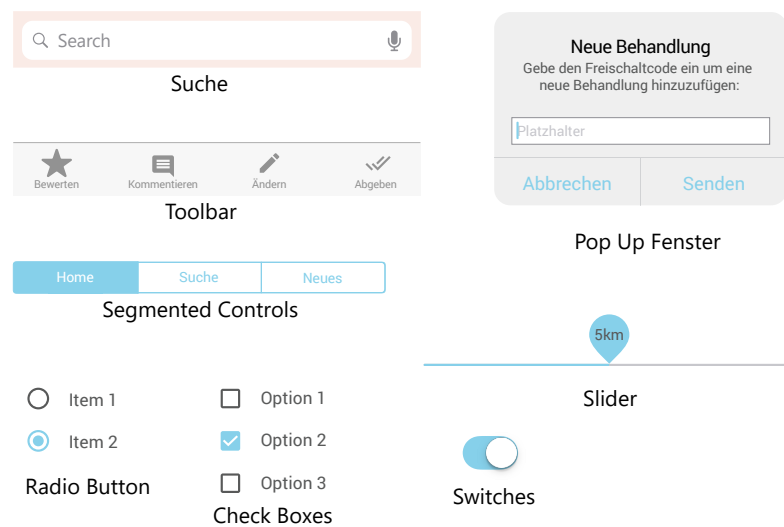 Search
Suche
Bewerten
Kommentieren
Ändern
Abgeben
Toolbar
Home
Suche
Neues
Segmented Controls
Item 1
Item 2
Radio Button
Option 1
Option 2
Option 3
Check Boxes
Neue Behandlung
Gebe den Freischaltcode ein um eine
neue Behandlung hinzuzufügen:
Platzhalter
Abbrechen
Senden
Pop Up Fenster
5km
Slider
Switches